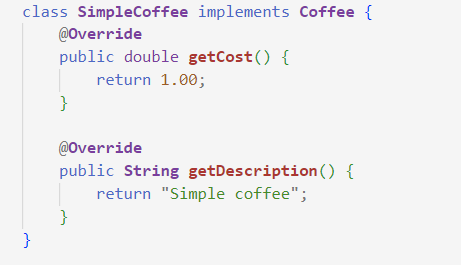 class SimpleCoffee implements Coffee {
    @Override
    public double getCost() {
        return 1.00;
    }

    @Override
    public String getDescription() {
        return "Simple coffee";
    }
}